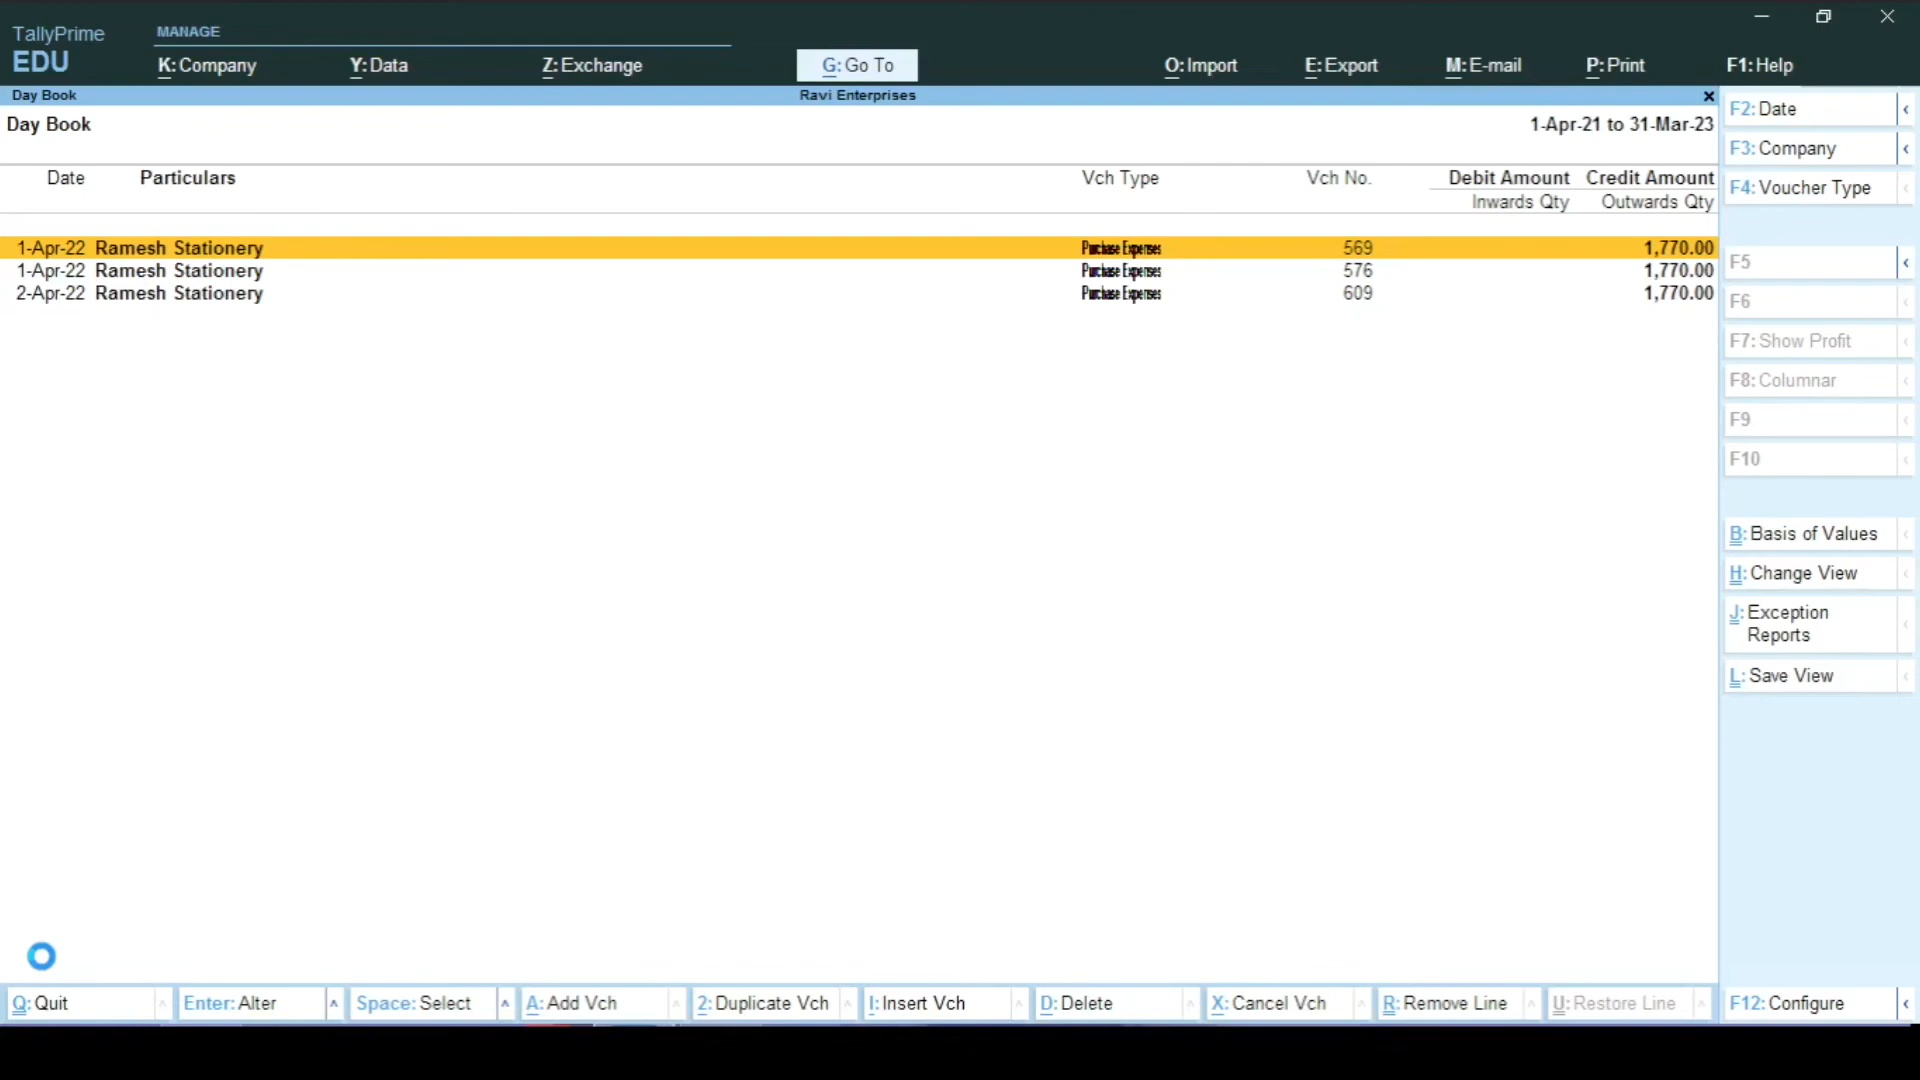 TallyPrime
EDU
MANAGE
K: Company
Y: Data
Z: Exchange
G: Go To
O: Import
E: Export
M: E-mail
P: Print
F1: Help
Day Book
Ravi Enterprises
Day Book
1-Apr-21 to 31-Mar-23
Date Particulars Vch Type Vch No. Debit Amount Credit Amount
Inwards Qty Outwards Qty
1-Apr-22 Ramesh Stationery Purchase Expenses 569 1,770.00
1-Apr-22 Ramesh Stationery Purchase Expenses 576 1,770.00
2-Apr-22 Ramesh Stationery Purchase Expenses 609 1,770.00
F2: Date
F3: Company
F4: Voucher Type
F5
F6
F7: Show Profit
F8: Columnar
F9
F10
B: Basis of Values
H: Change View
J: Exception
Reports
L: Save View
Q: Quit
Enter: Alter
Space: Select
A: Add Vch
2: Duplicate Vch
I: Insert Vch
D: Delete
X: Cancel Vch
R: Remove Line
U: Restore Line
F12: Configure